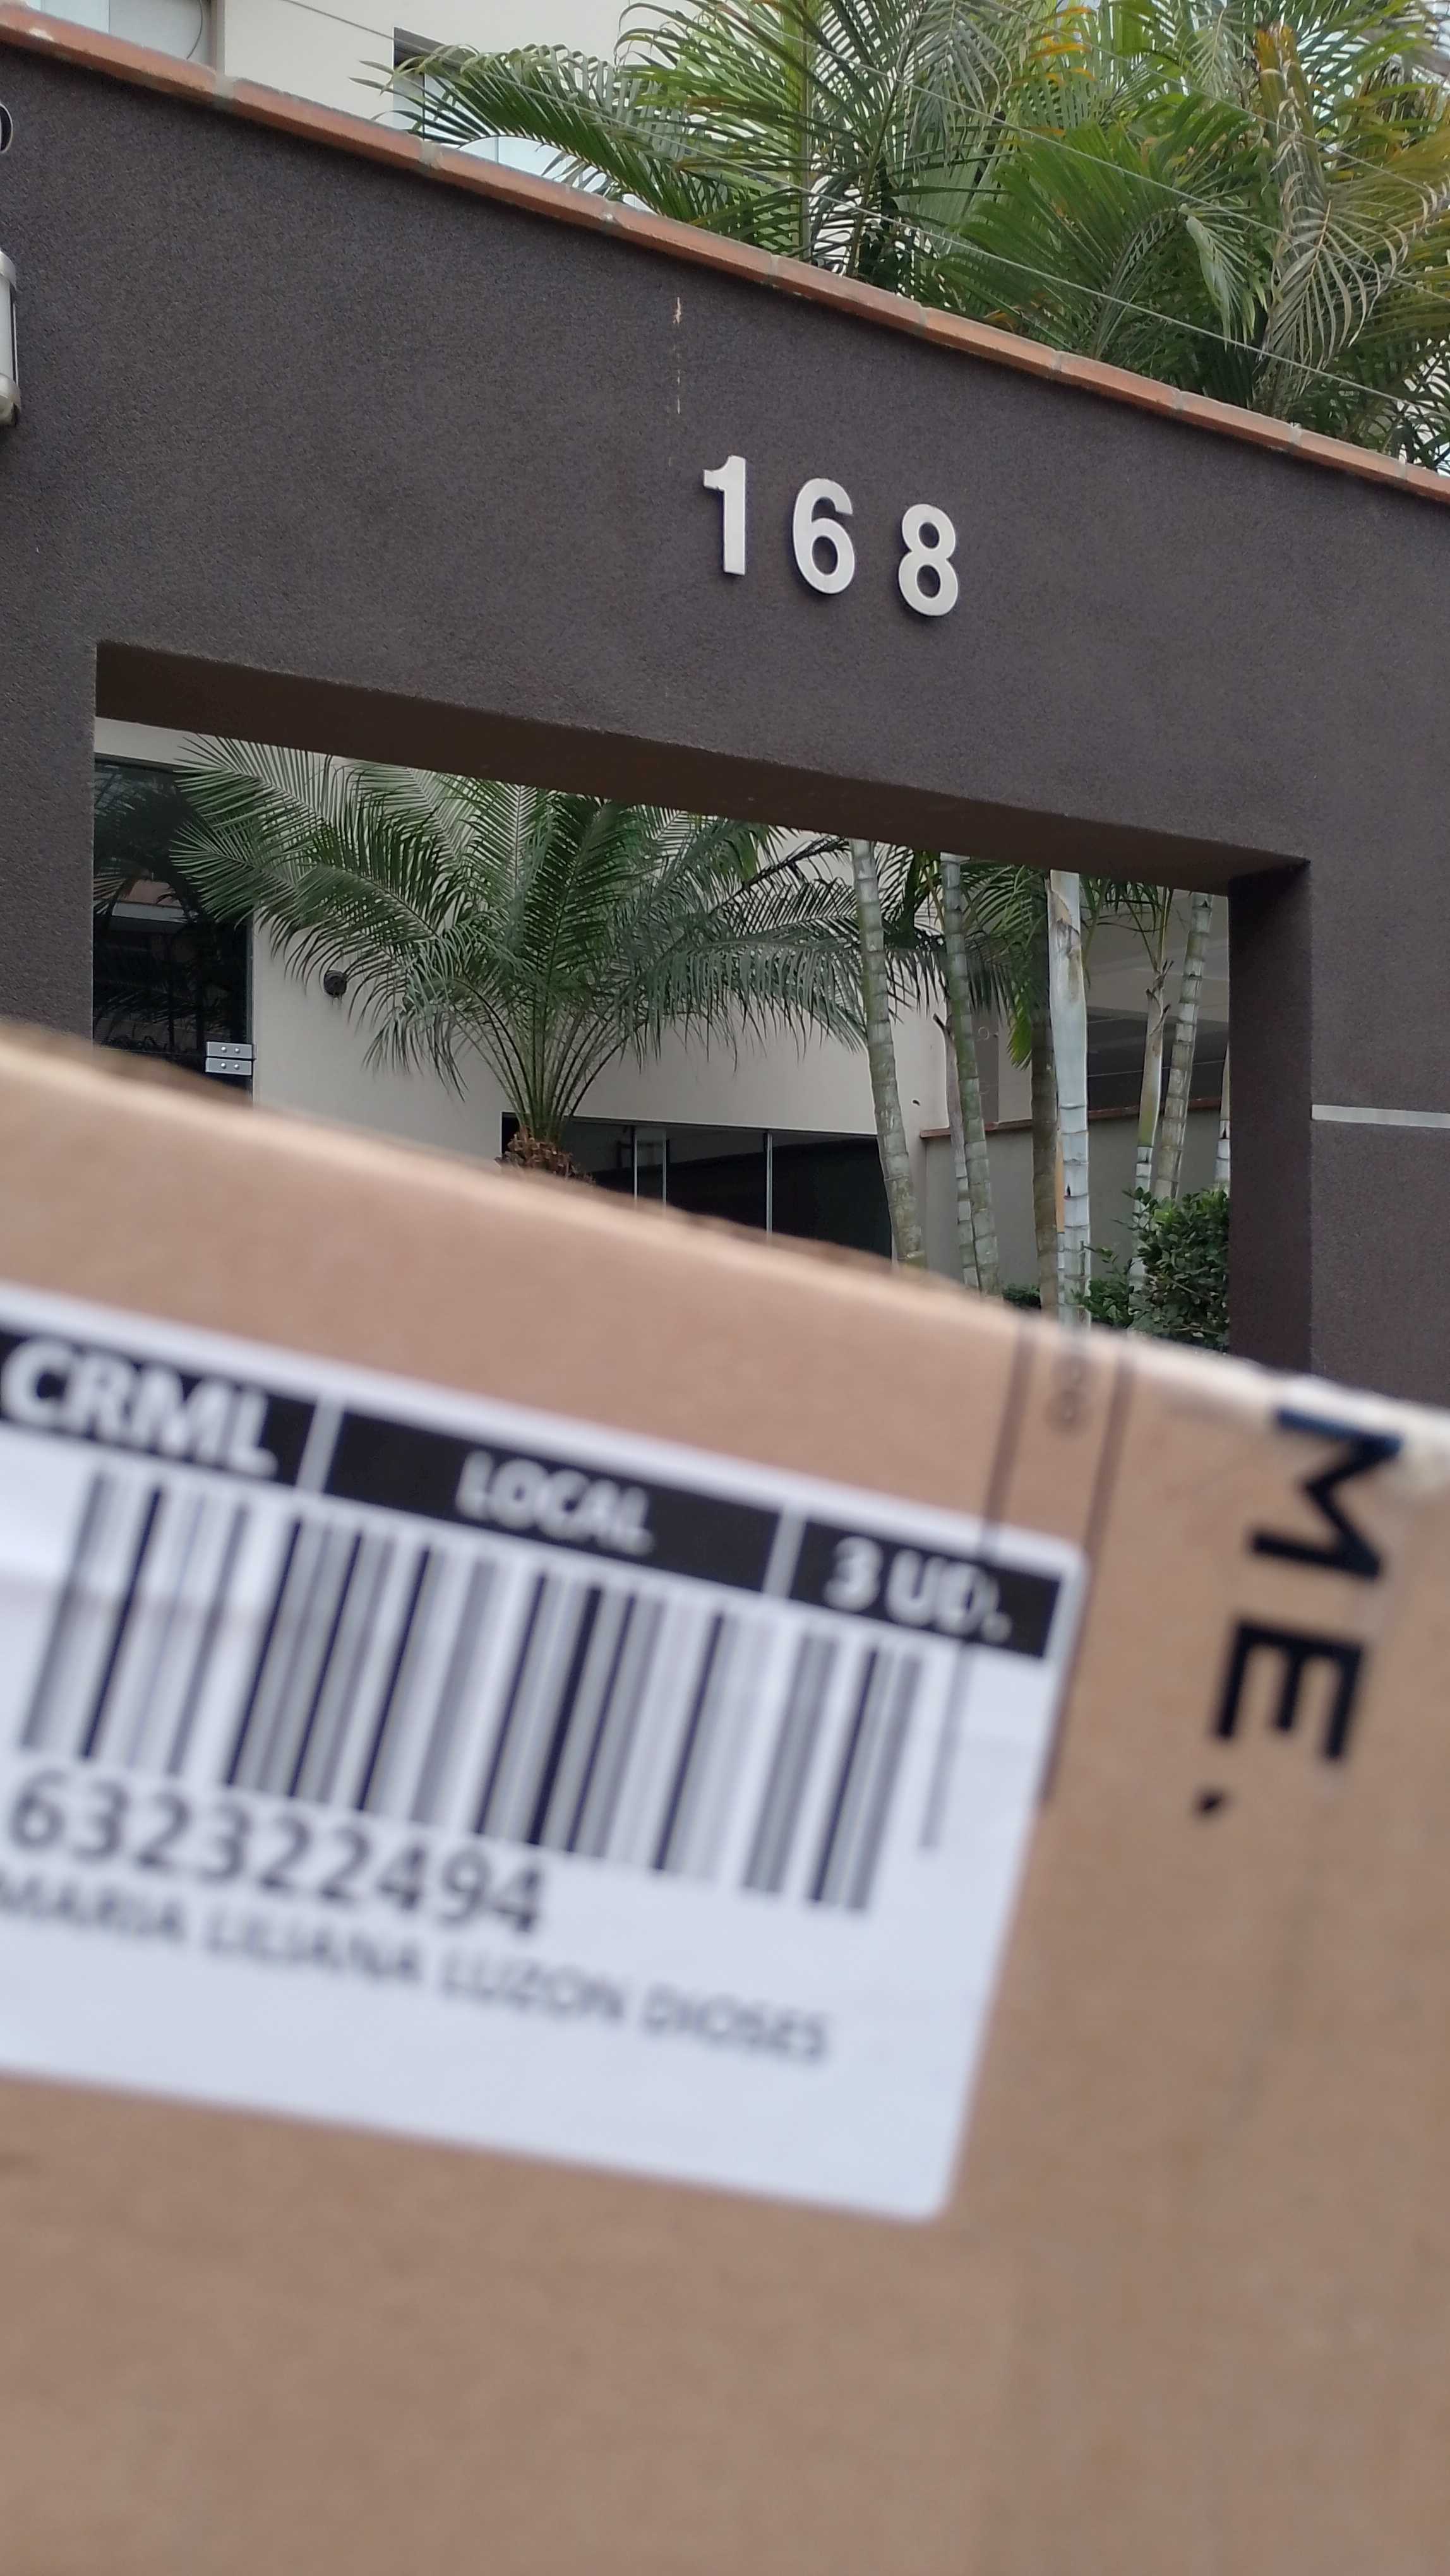 168
CRML LOCAL 3 UD.
632322494
MARIA LILIANA LUZON DIOSES
ME,